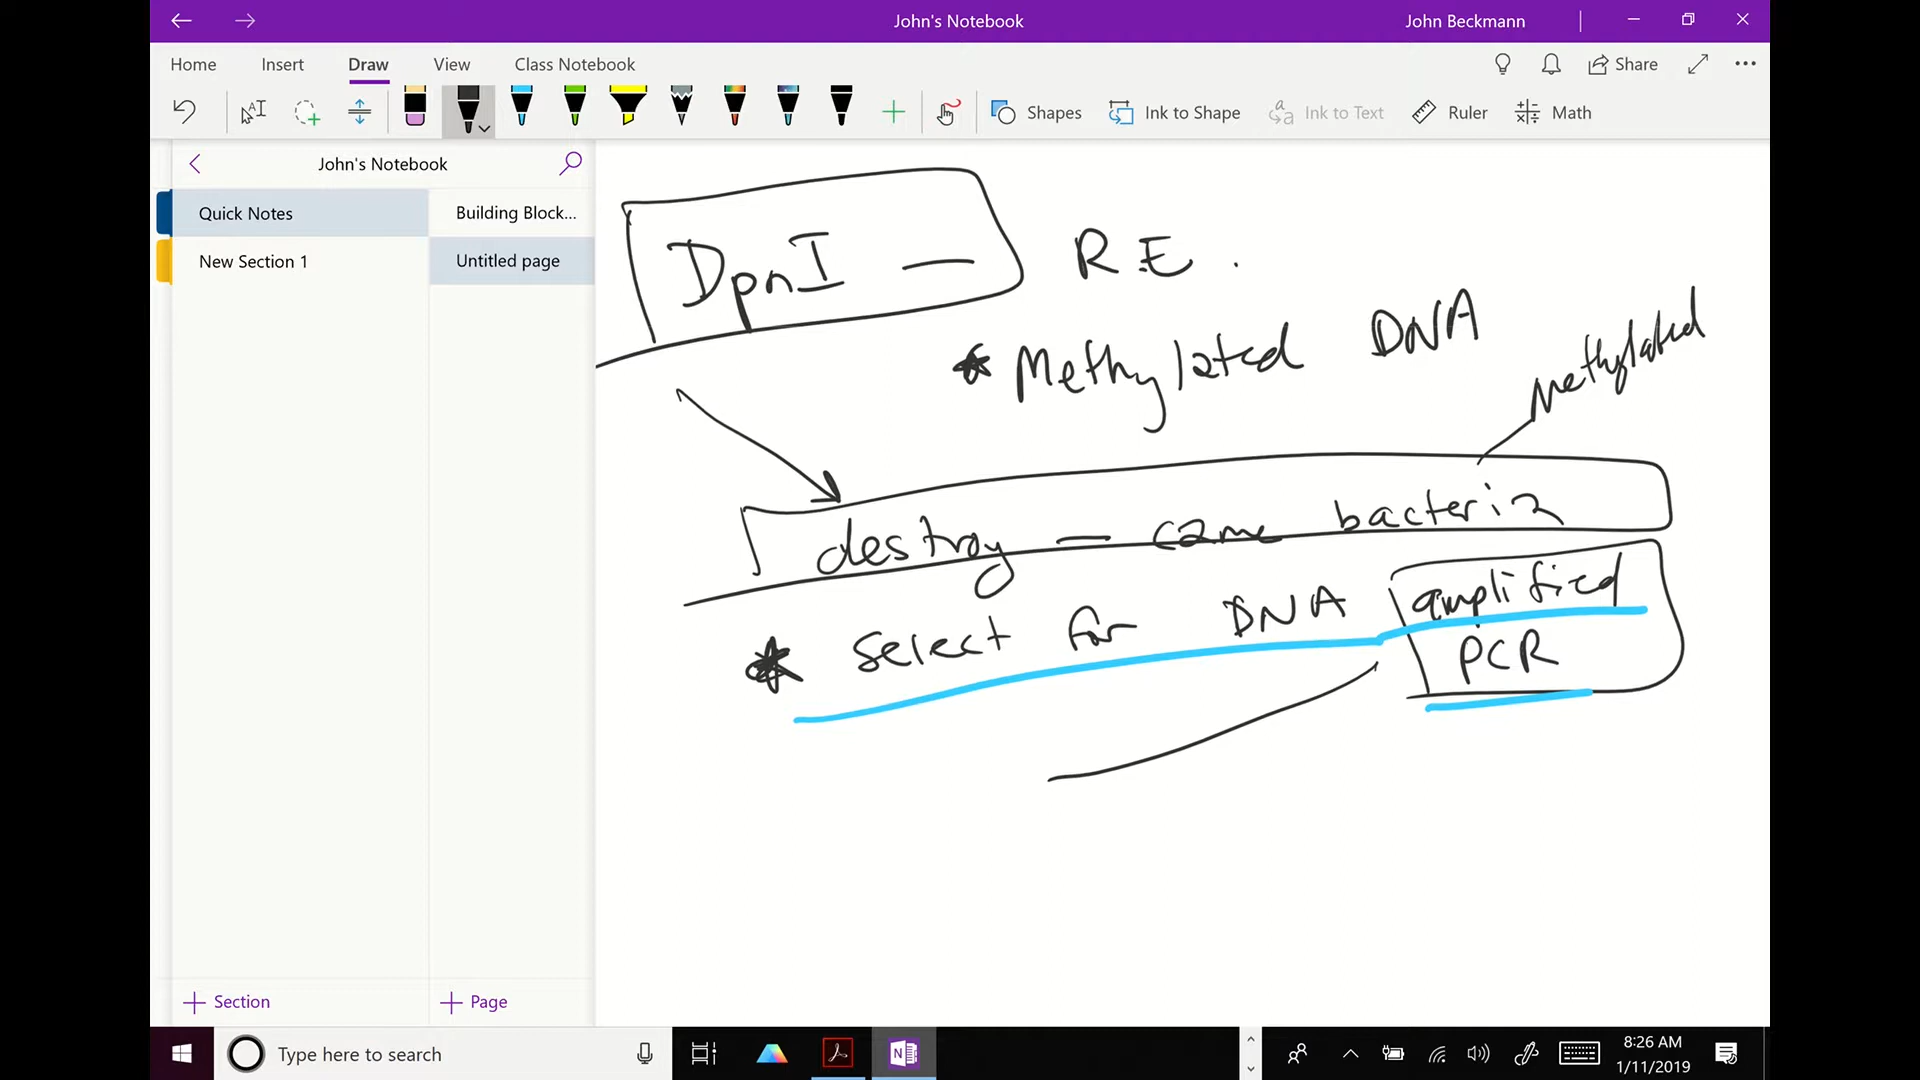 John's Notebook
John Beckmann
Home Insert Draw View Class Notebook
Share
Shapes Ink to Shape Ink to Text Ruler Math
John's Notebook
Quick Notes
Building Block...
New Section 1
Untitled page
DpnI — R.E.
* Methylated DNA
methylated
destroy — came bacteria
* select for DNA amplified
PCR
+ Section
+ Page
Type here to search
8:26 AM
1/11/2019